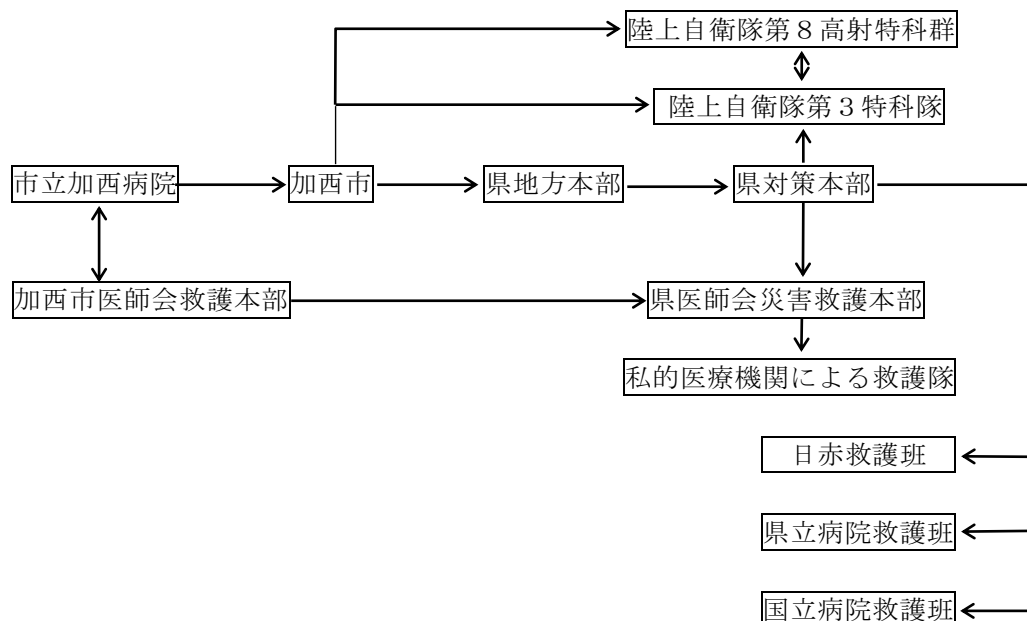 陸上自衛隊第８高射特科群
陸上自衛隊第３特科隊
市立加西病院
加西市
県地方本部
県対策本部
加西市医師会救護本部
県医師会災害救護本部
私的医療機関による救護隊
日赤救護班
県立病院救護班
国立病院救護班